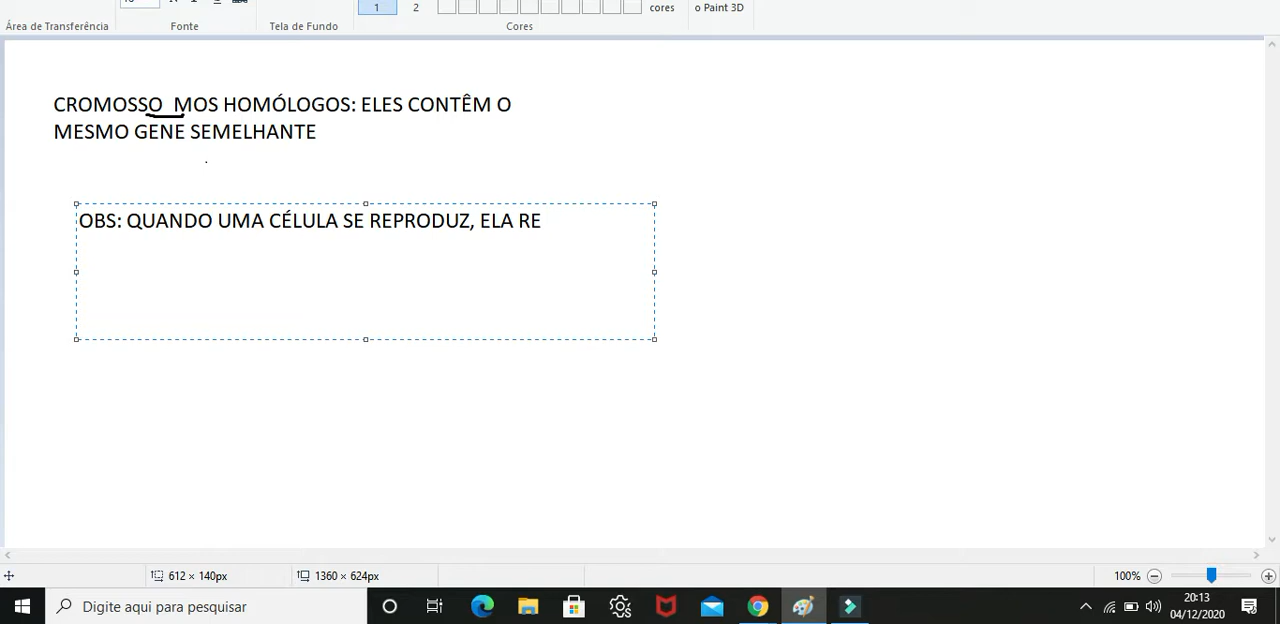 1
2
cores
o Paint 3D
Área de Transferência
Fonte
Tela de Fundo
Cores
CROMOSSO MOS HOMÓLOGOS: ELES CONTÊM O
MESMO GENE SEMELHANTE
OBS: QUANDO UMA CÉLULA SE REPRODUZ, ELA RE
612 × 140px
1360 × 624px
100%
Digite aqui para pesquisar
20:13
04/12/2020